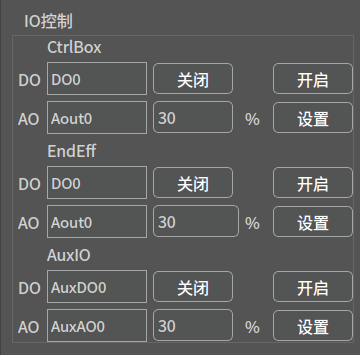 IO控制
CtrlBox
DO DO0 关闭 开启
AO Aout0 30 % 设置
EndEff
DO DO0 关闭 开启
AO Aout0 30 % 设置
AuxIO
DO AuxDO0 关闭 开启
AO AuxAO0 30 % 设置